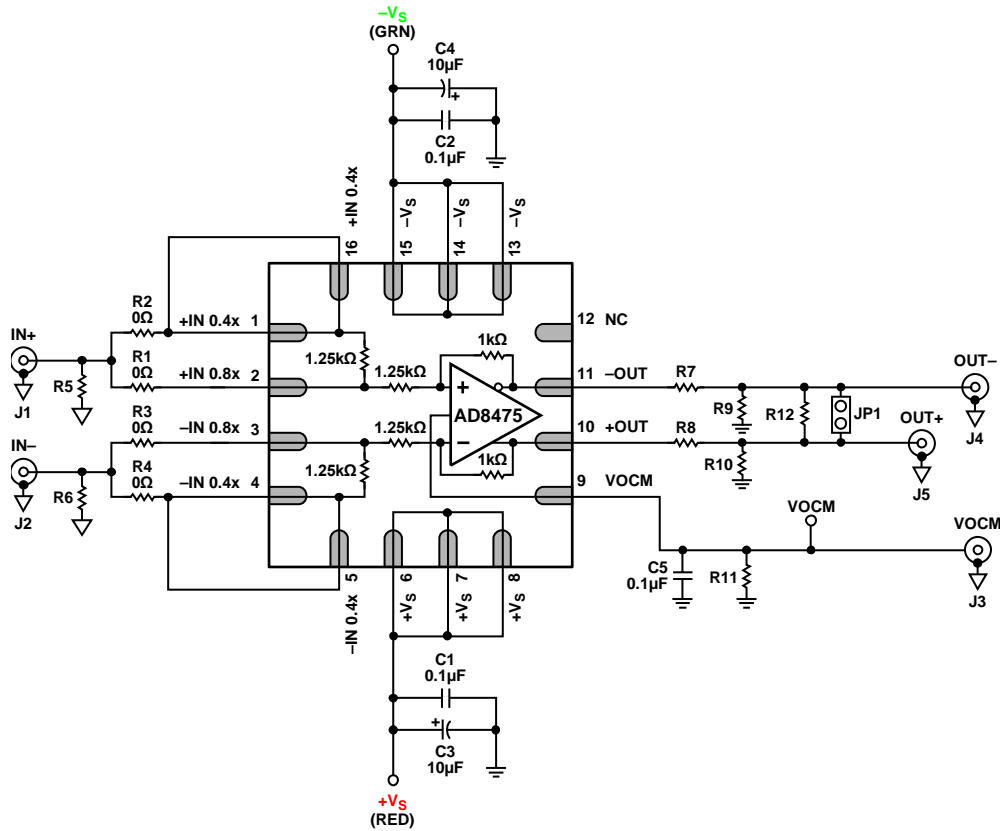 –VS
(GRN)
C4
10µF
+
C2
0.1µF
+IN 0.4x
–VS
–VS
–VS
16
15
14
13
R2
0Ω
+IN 0.4x
1
12
NC
IN+
1.25kΩ
1kΩ
R1
0Ω
1.25kΩ
OUT–
+IN 0.8x
2
11
–OUT
R7
R5
+
R9
R12
JP1
J1
R3
0Ω
AD8475
OUT+
J4
IN–
–IN 0.8x
3
1.25kΩ
–
10
+OUT
R8
R4
0Ω
1.25kΩ
1kΩ
R10
J5
–IN 0.4x
4
9
VOCM
R6
J2
VOCM
VOCM
C5
0.1µF
R11
J3
5
6
7
8
–IN 0.4x
+VS
+VS
+VS
C1
0.1µF
+
C3
10µF
+VS
(RED)